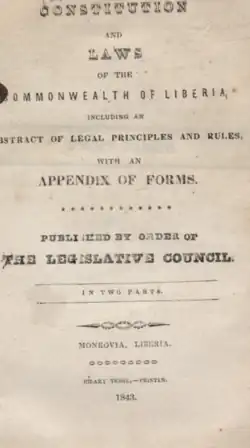 CONSTITUTION
AND
LAWS
OF THE
COMMONWEALTH OF LIBERIA,
INCLUDING AN
ABSTRACT OF LEGAL PRINCIPLES AND RULES,
WITH AN
APPENDIX OF FORMS.
PUBLISHED BY ORDER OF
THE LEGISLATIVE COUNCIL.
IN TWO PARTS.
MONROVIA, LIBERIA.
1843.